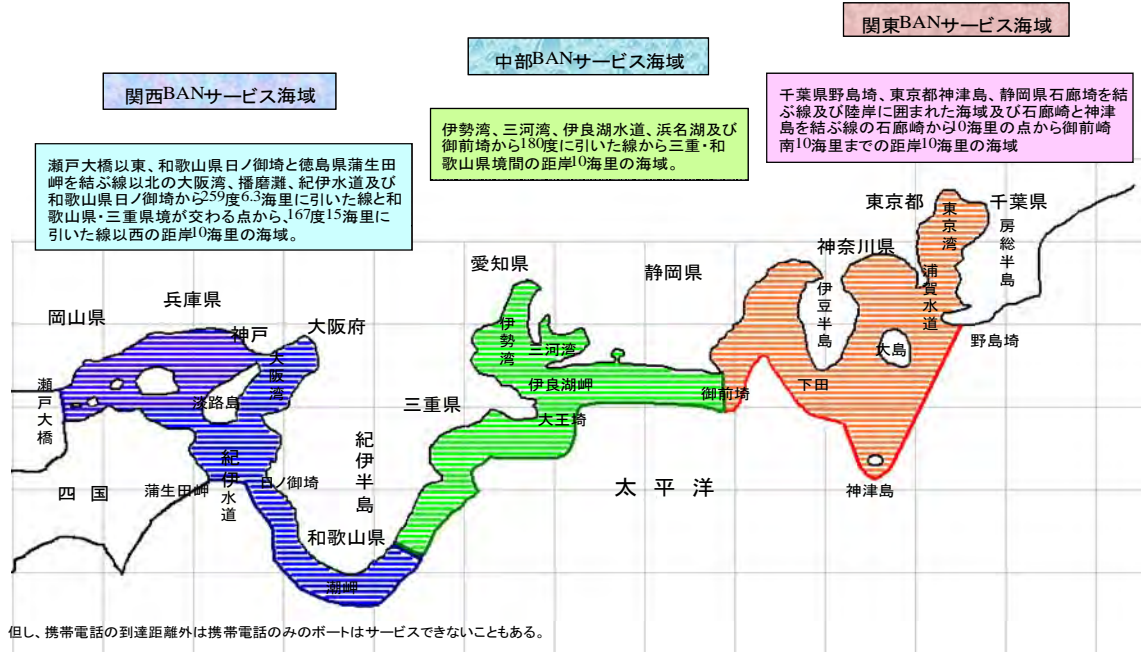 関東BANサービス海域
中部BANサービス海域
関西BANサービス海域
千葉県野島埼、東京都神津島、静岡県石廊埼を結
ぶ線及び陸岸に囲まれた海域及び石廊崎と神津
島を結ぶ線の石廊崎から10海里の点から御前崎
南10海里までの距岸10海里の海域
伊勢湾、三河湾、伊良湖水道、浜名湖及び
御前埼から180度に引いた線から三重・和
歌山県境間の距岸10海里の海域。
瀬戸大橋以東、和歌山県日ノ御埼と徳島県蒲生田
岬を結ぶ線以北の大阪湾、播磨灘、紀伊水道及び
和歌山県日ノ御埼から259度6.3海里に引いた線と和
歌山県・三重県境が交わる点から、167度15海里に
引いた線以西の距岸10海里の海域。
東京都
千葉県
東京湾
房総半島
神奈川県
愛知県
静岡県
浦賀水道
伊豆半島
兵庫県
岡山県
神戸
大阪府
伊勢湾
三河湾
大島
野島埼
大阪湾
瀬戸大橋
淡路島
三重県
伊良湖岬
御前埼
下田
大王埼
紀伊半島
紀伊水道
四国
蒲生田岬
日ノ御埼
太平洋
神津島
和歌山県
潮岬
但し、携帯電話の到達距離外は携帯電話のみのボートはサービスできないこともある。